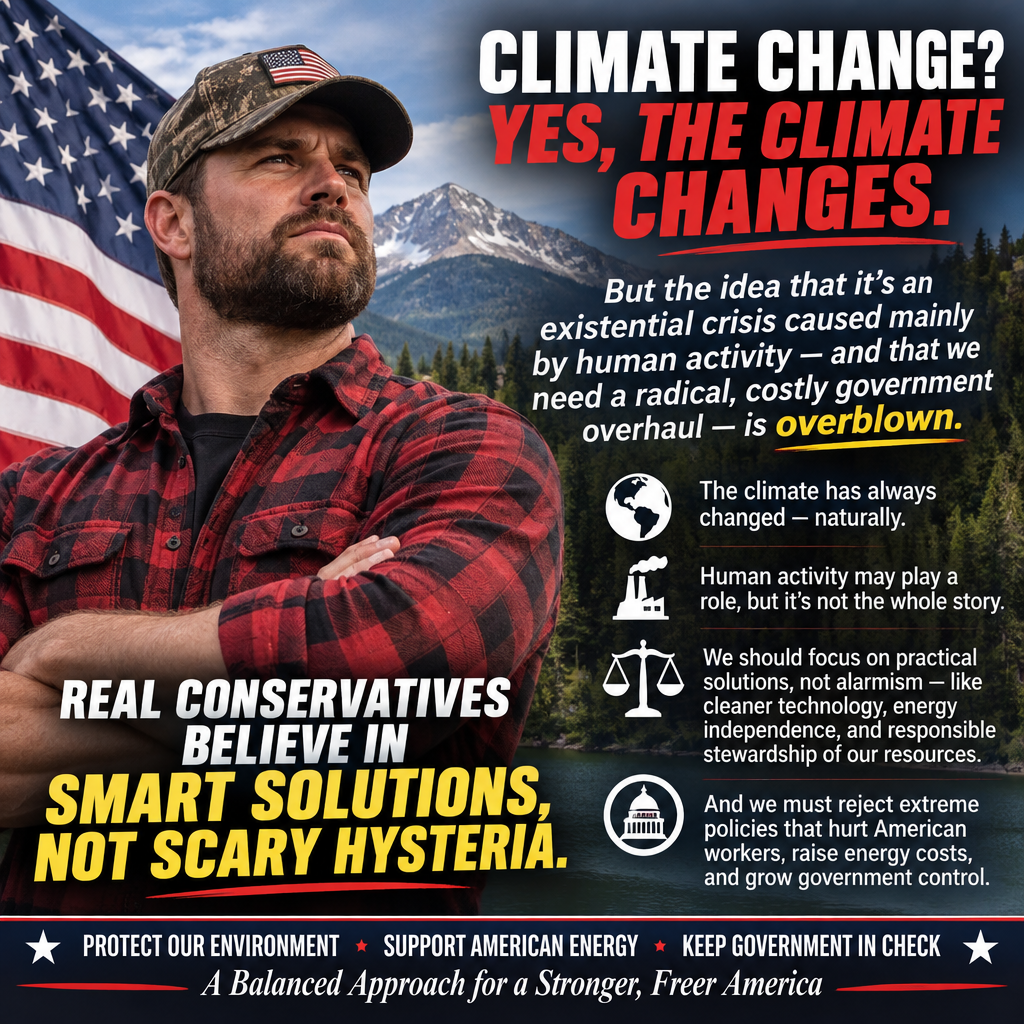 CLIMATE CHANGE?
YES, THE CLIMATE
CHANGES.
But the idea that it's an
existential crisis caused mainly
by human activity — and that we
need a radical, costly government
overhaul — is overblown.
The climate has always
changed — naturally.
Human activity may play a
role, but it's not the whole story.
We should focus on practical
solutions, not alarmism — like
cleaner technology, energy
independence, and responsible
stewardship of our resources.
And we must reject extreme
policies that hurt American
workers, raise energy costs,
and grow government control.
REAL CONSERVATIVES
BELIEVE IN
SMART SOLUTIONS,
NOT SCARY HYSTERIA.
PROTECT OUR ENVIRONMENT ★ SUPPORT AMERICAN ENERGY ★ KEEP GOVERNMENT IN CHECK
A Balanced Approach for a Stronger, Freer America